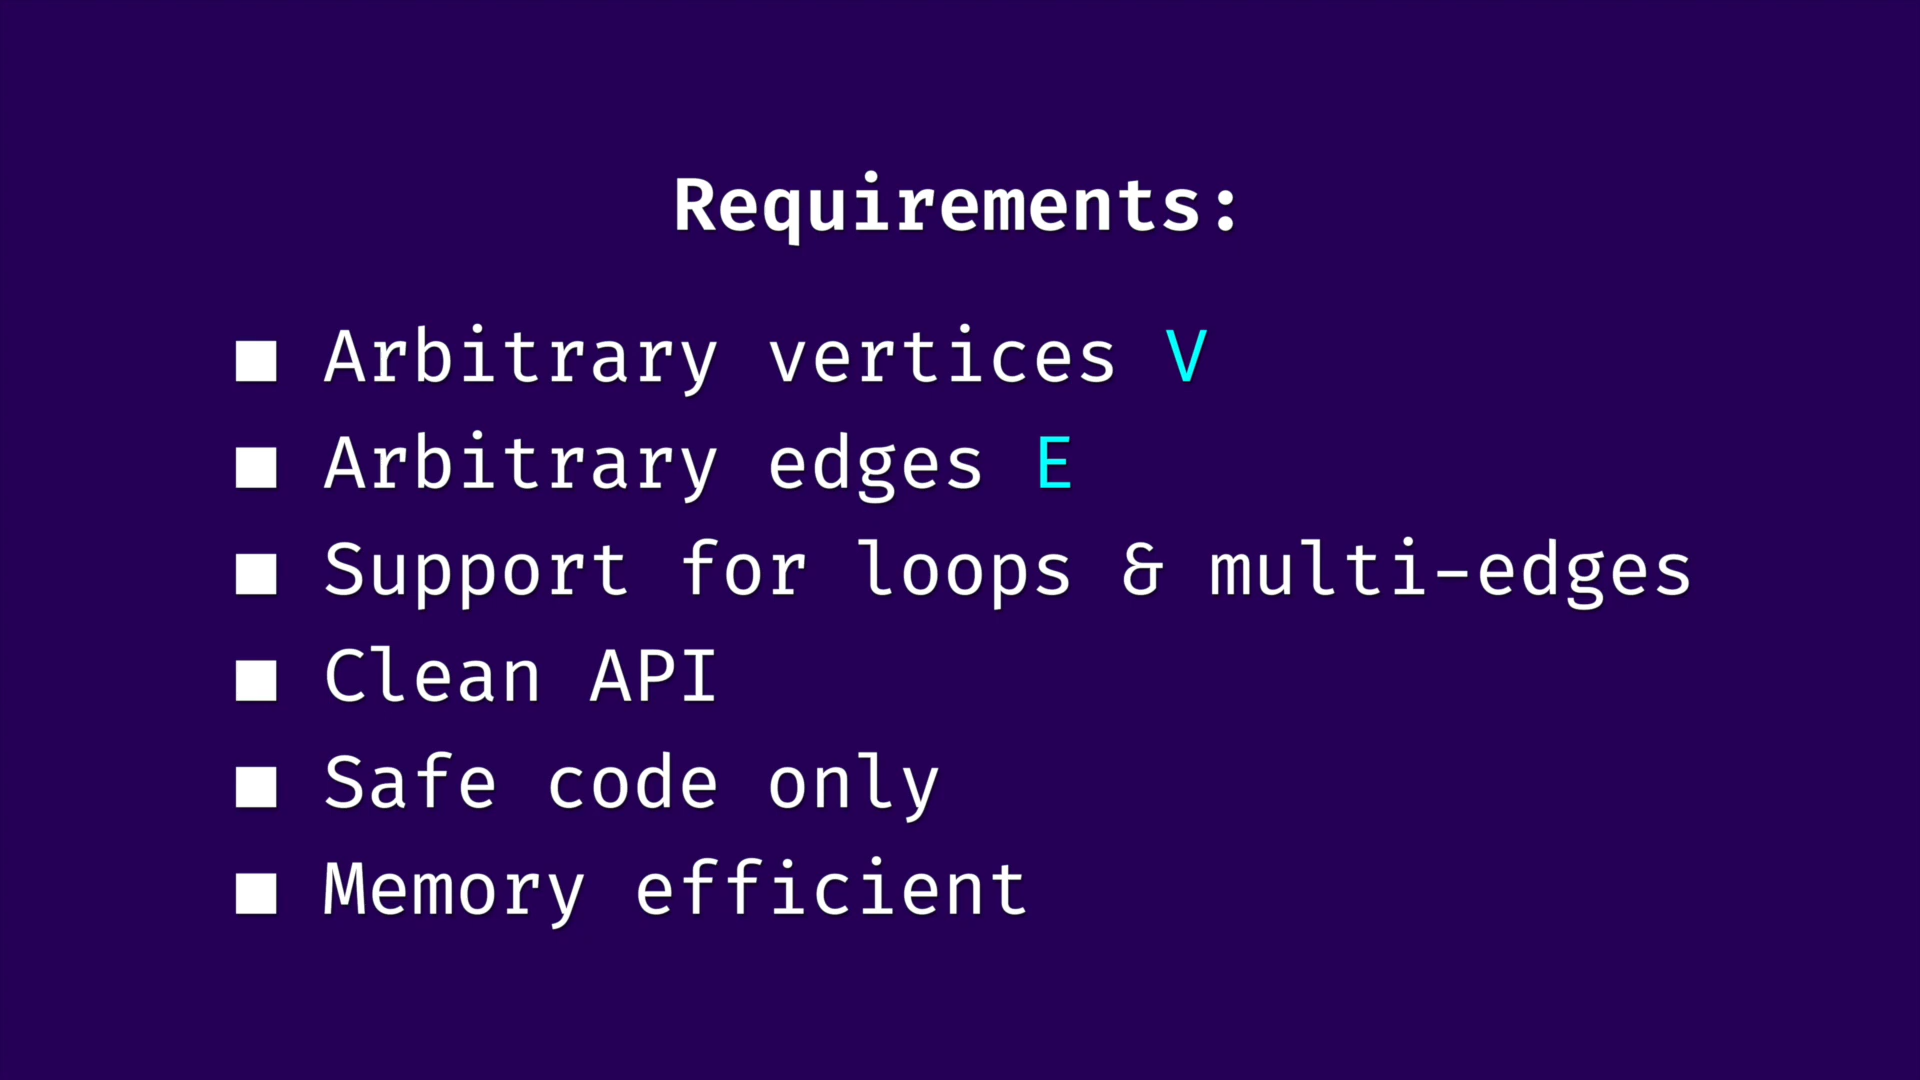 Requirements:
■ Arbitrary vertices V
■ Arbitrary edges E
■ Support for loops & multi-edges
■ Clean API
■ Safe code only
■ Memory efficient